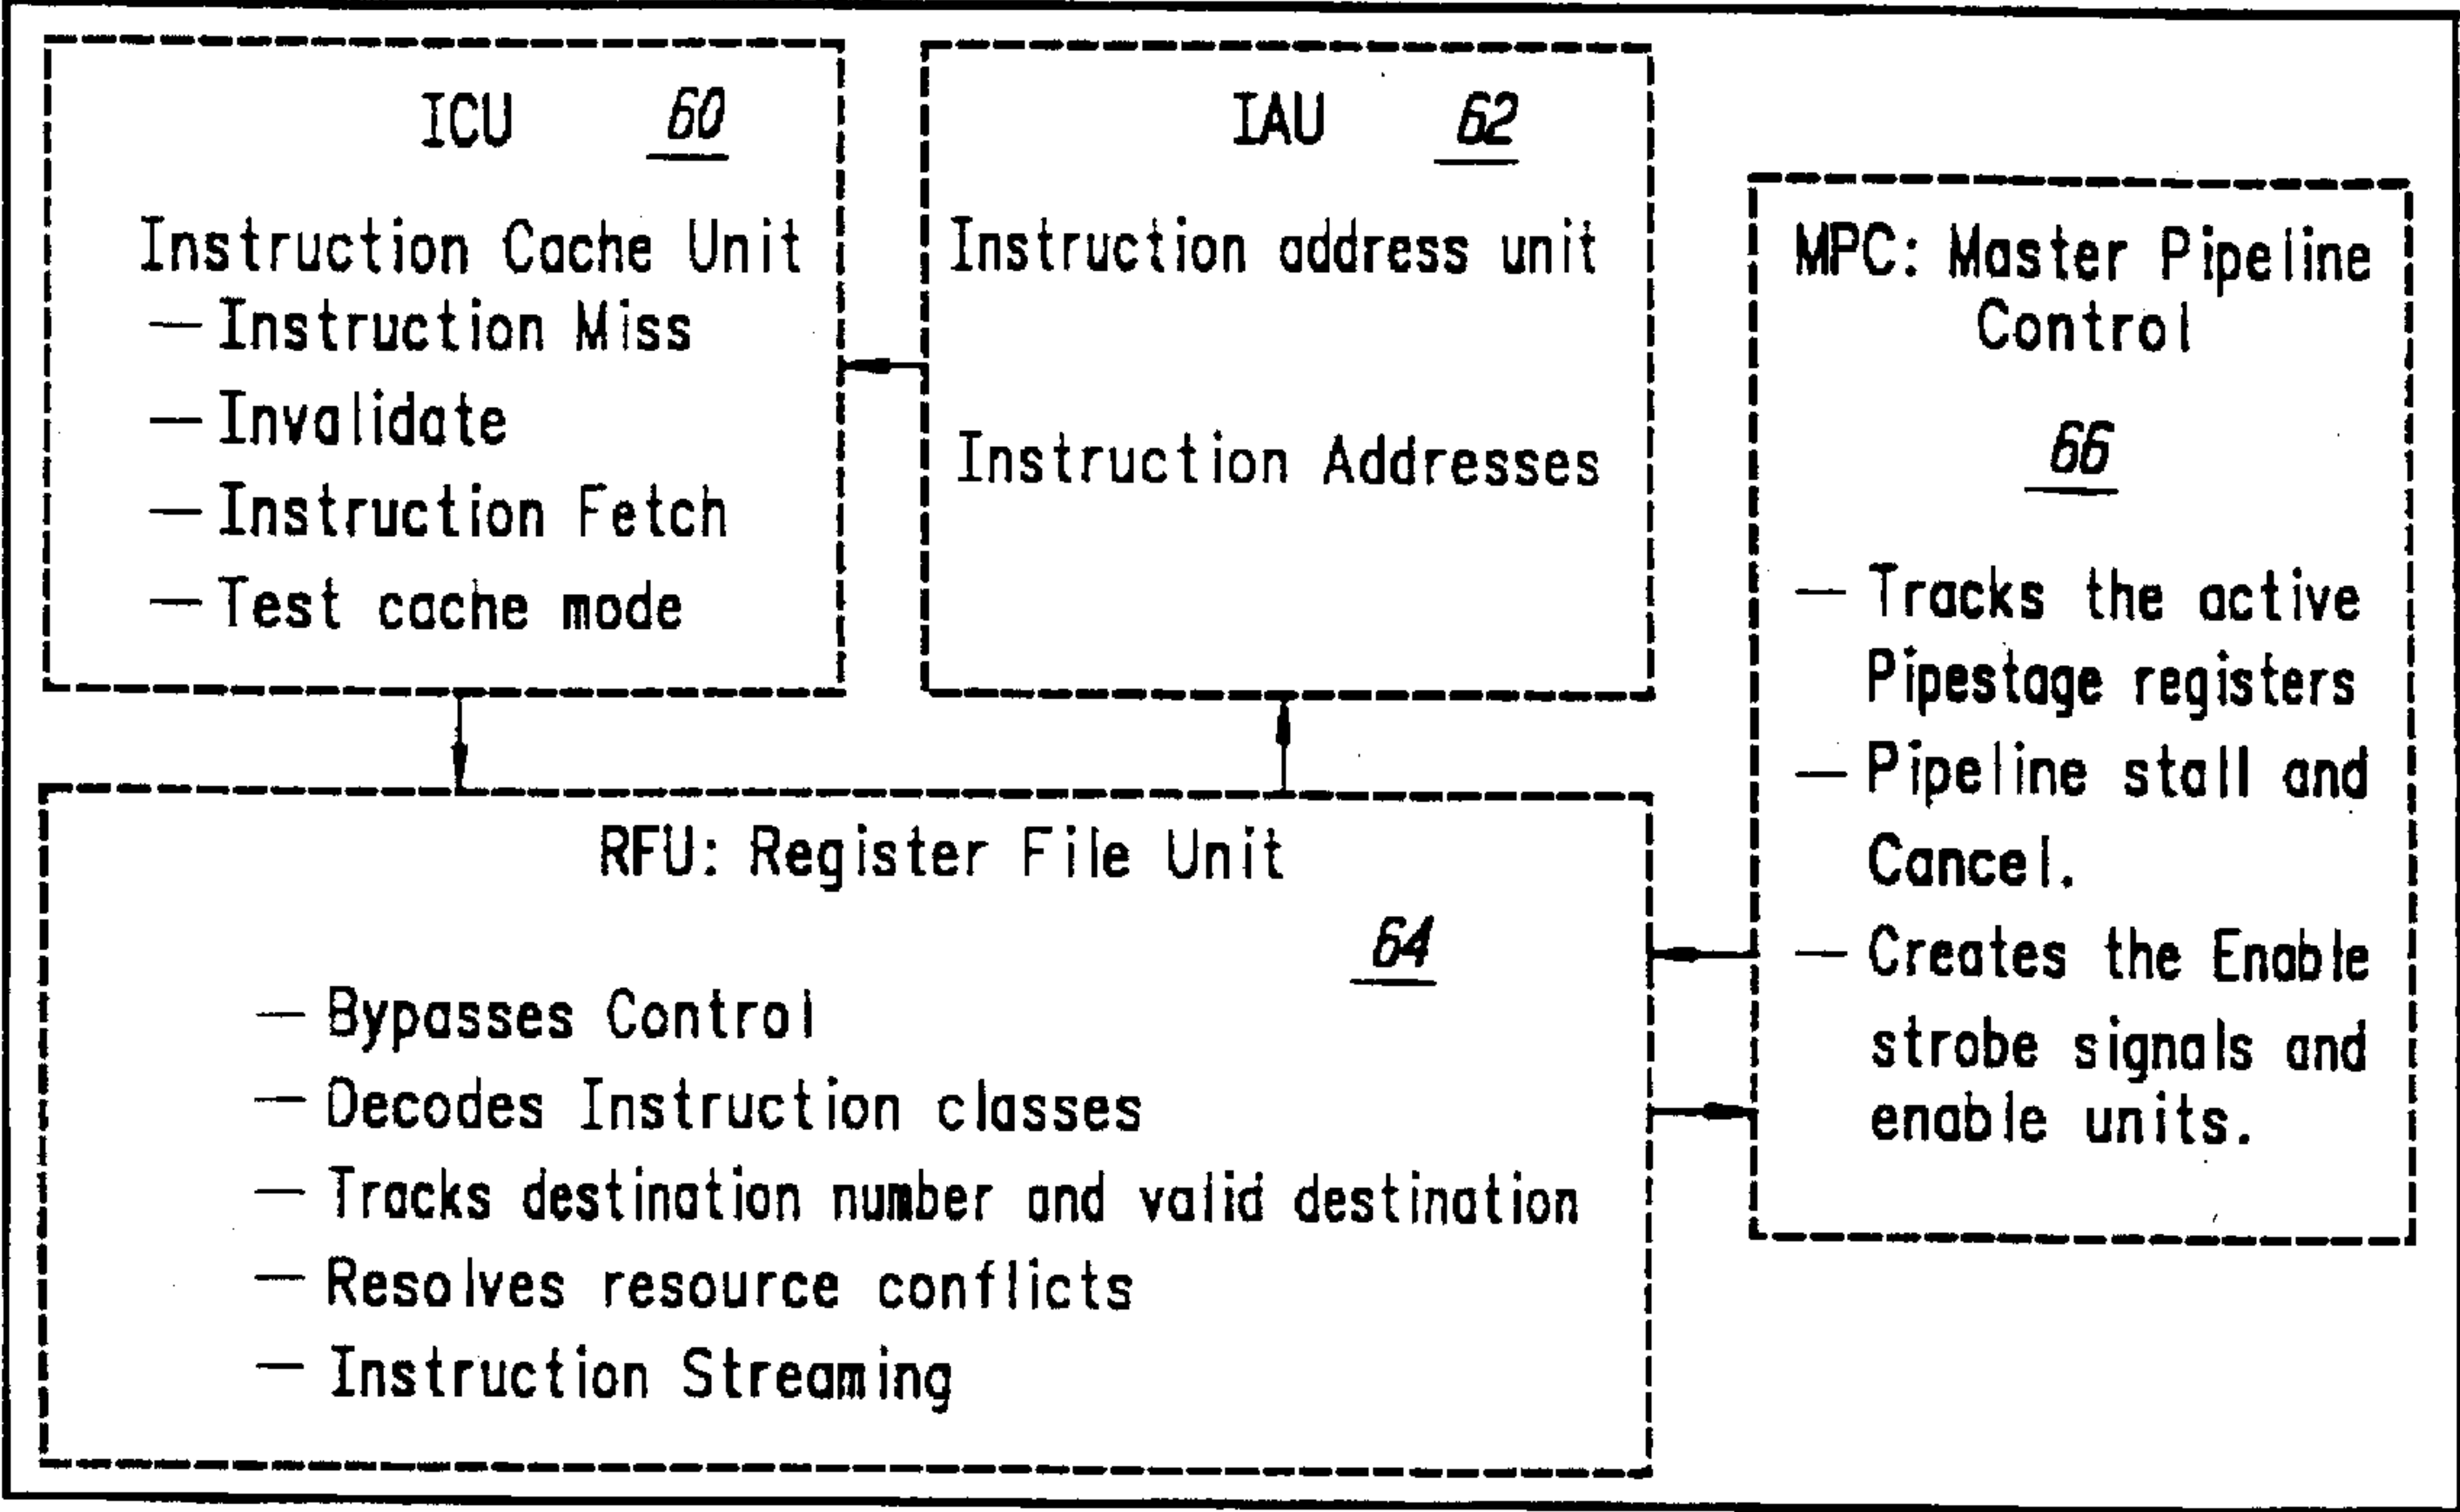 ICU 60
Instruction Cache Unit
— Instruction Miss
— Invalidate
— Instruction Fetch
— Test cache mode
IAU 62
Instruction address unit
Instruction Addresses
MPC: Master Pipeline
Control
66
— Tracks the active
Pipestage registers
— Pipeline stall and
Cancel.
— Creates the Enable
strobe signals and
enable units.
RFU: Register File Unit
64
— Bypasses Control
— Decodes Instruction classes
— Tracks destination number and valid destination
— Resolves resource conflicts
— Instruction Streaming